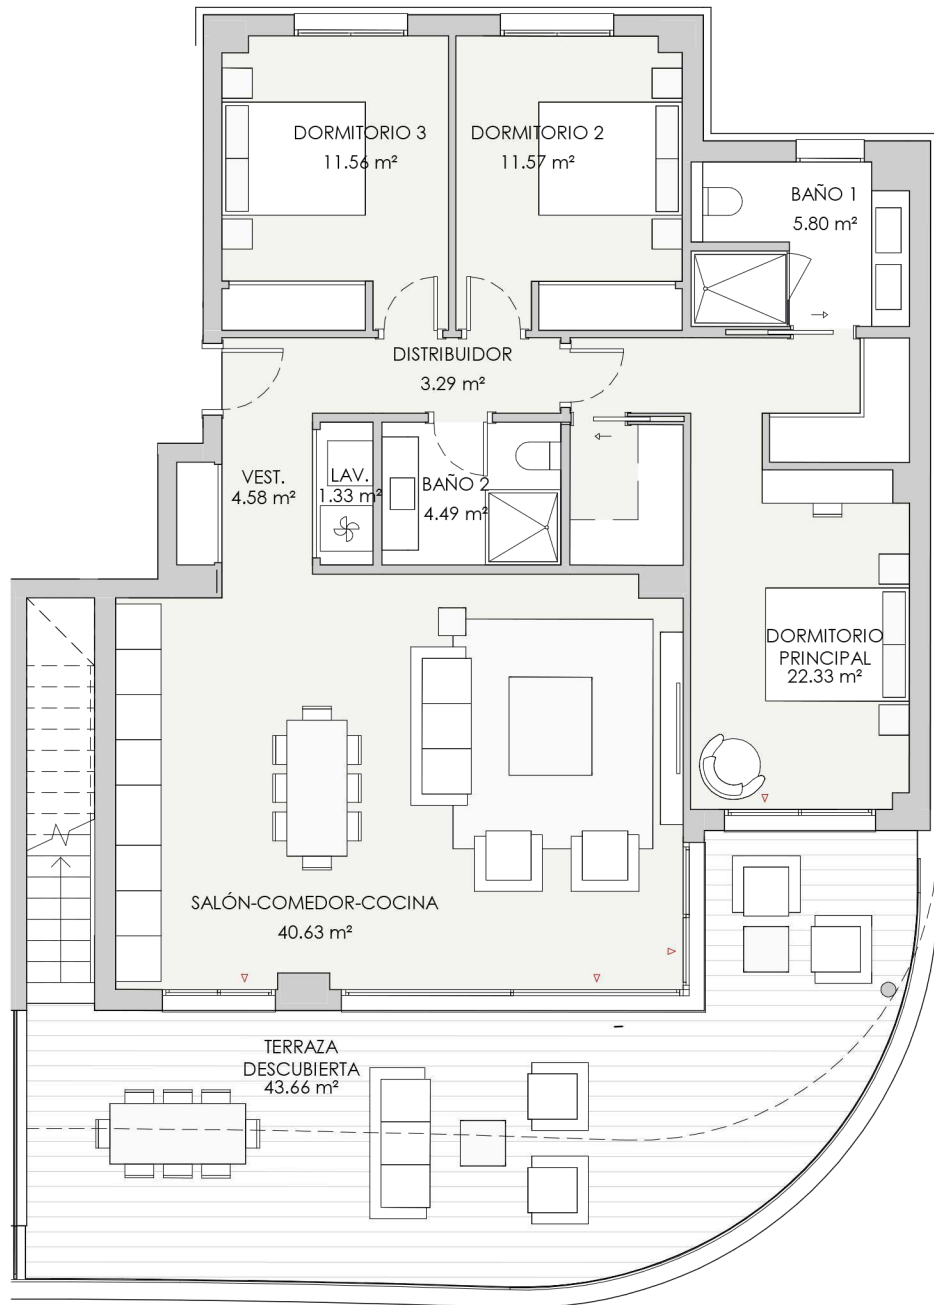 DORMITORIO 3
11.56 m²
DORMITORIO 2
11.57 m²
BAÑO 1
5.80 m²
DISTRIBUIDOR
3.29 m²
VEST.
4.58 m²
LAV.
1.33 m²
BAÑO 2
4.49 m²
DORMITORIO
PRINCIPAL
22.33 m²
SALÓN-COMEDOR-COCINA
40.63 m²
TERRAZA
DESCUBIERTA
43.66 m²